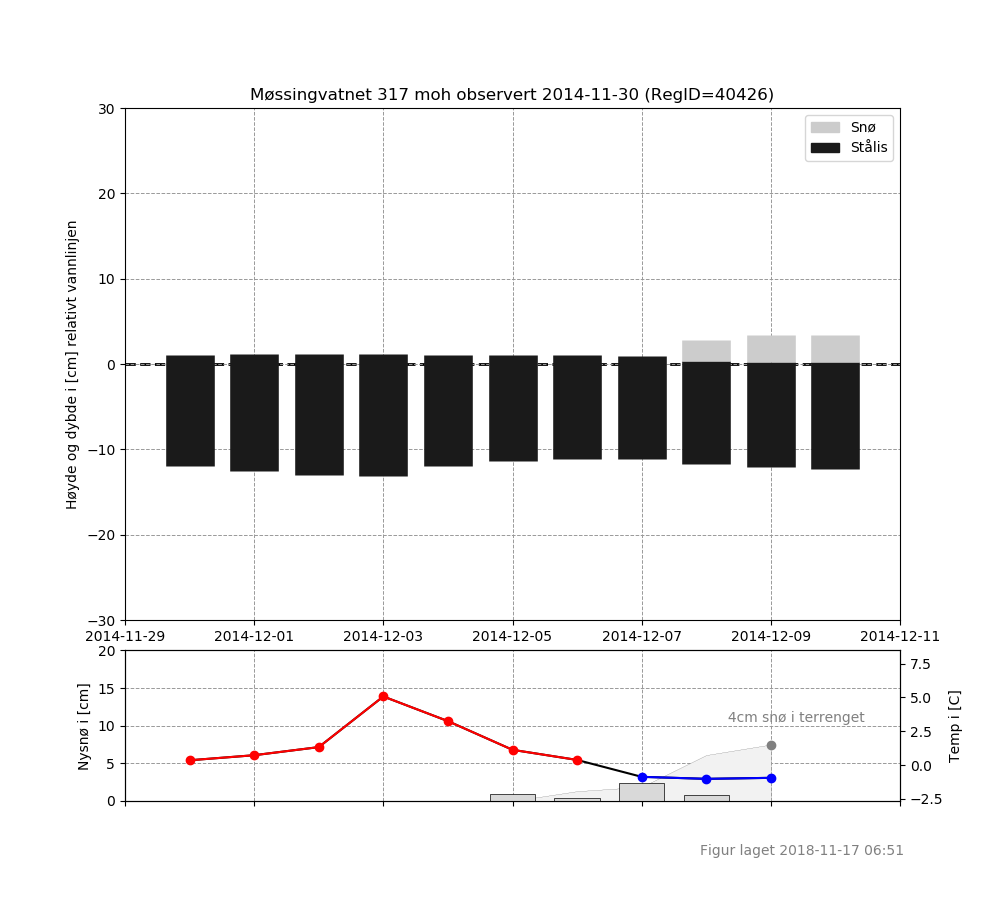 Møssingvatnet 317 moh observert 2014-11-30 (RegID=40426)
Snø
Stålis
30
20
10
0
−10
−20
−30
Høyde og dybde i [cm] relativt vannlinjen
2014-11-29 2014-12-01 2014-12-03 2014-12-05 2014-12-07 2014-12-09 2014-12-11
20
15
10
5
0
Nysnø i [cm]
4cm snø i terrenget
7.5
5.0
2.5
0.0
−2.5
Temp i [C]
Figur laget 2018-11-17 06:51